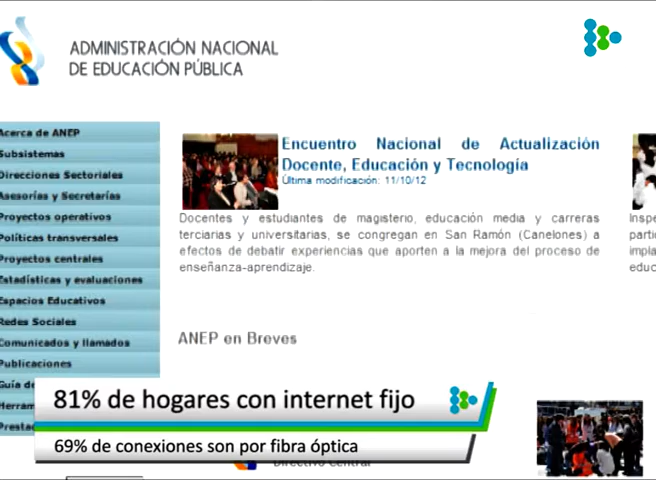 ADMINISTRACIÓN NACIONAL
DE EDUCACIÓN PÚBLICA
Acerca de ANEP
Subsistemas
Direcciones Sectoriales
Asesorías y Secretarías
Proyectos operativos
Políticas transversales
Proyectos centrales
Estadísticas y evaluaciones
Espacios Educativos
Redes Sociales
Comunicados y llamados
Publicaciones
Guía de
Encuentro Nacional de Actualización
Docente, Educación y Tecnología
Última modificación: 11/10/12
Docentes y estudiantes de magisterio, educación media y carreras
terciarias y universitarias, se congregan en San Ramón (Canelones) a
efectos de debatir experiencias que aporten a la mejora del proceso de
enseñanza-aprendizaje.
ANEP en Breves
81% de hogares con internet fijo
69% de conexiones son por fibra óptica
Directivo Central